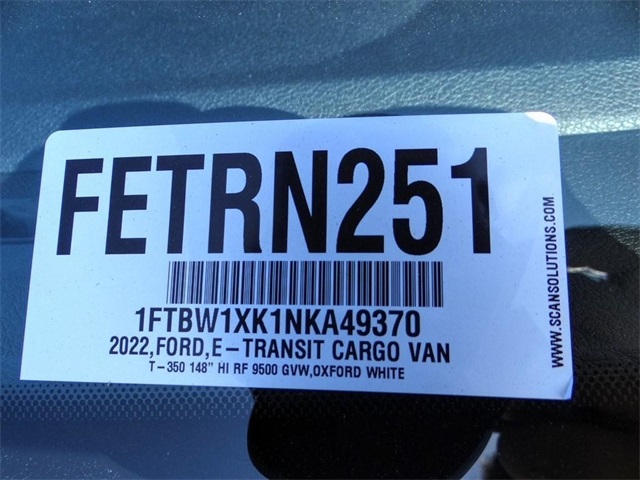 FETRN251
1FTBW1XK1NKA49370
2022,FORD,E-TRANSIT CARGO VAN
T-350 148" HI RF 9500 GVW,OXFORD WHITE
WWW.SCANSOLUTIONS.COM